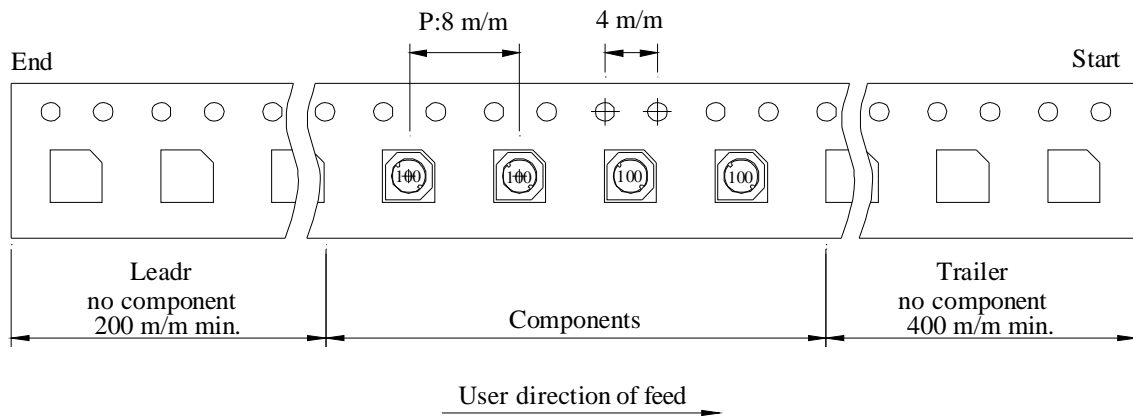 P:8 m/m
4 m/m
End
Start
100
100
100
100
Leadr
no component
200 m/m min.
Components
Trailer
no component
400 m/m min.
User direction of feed